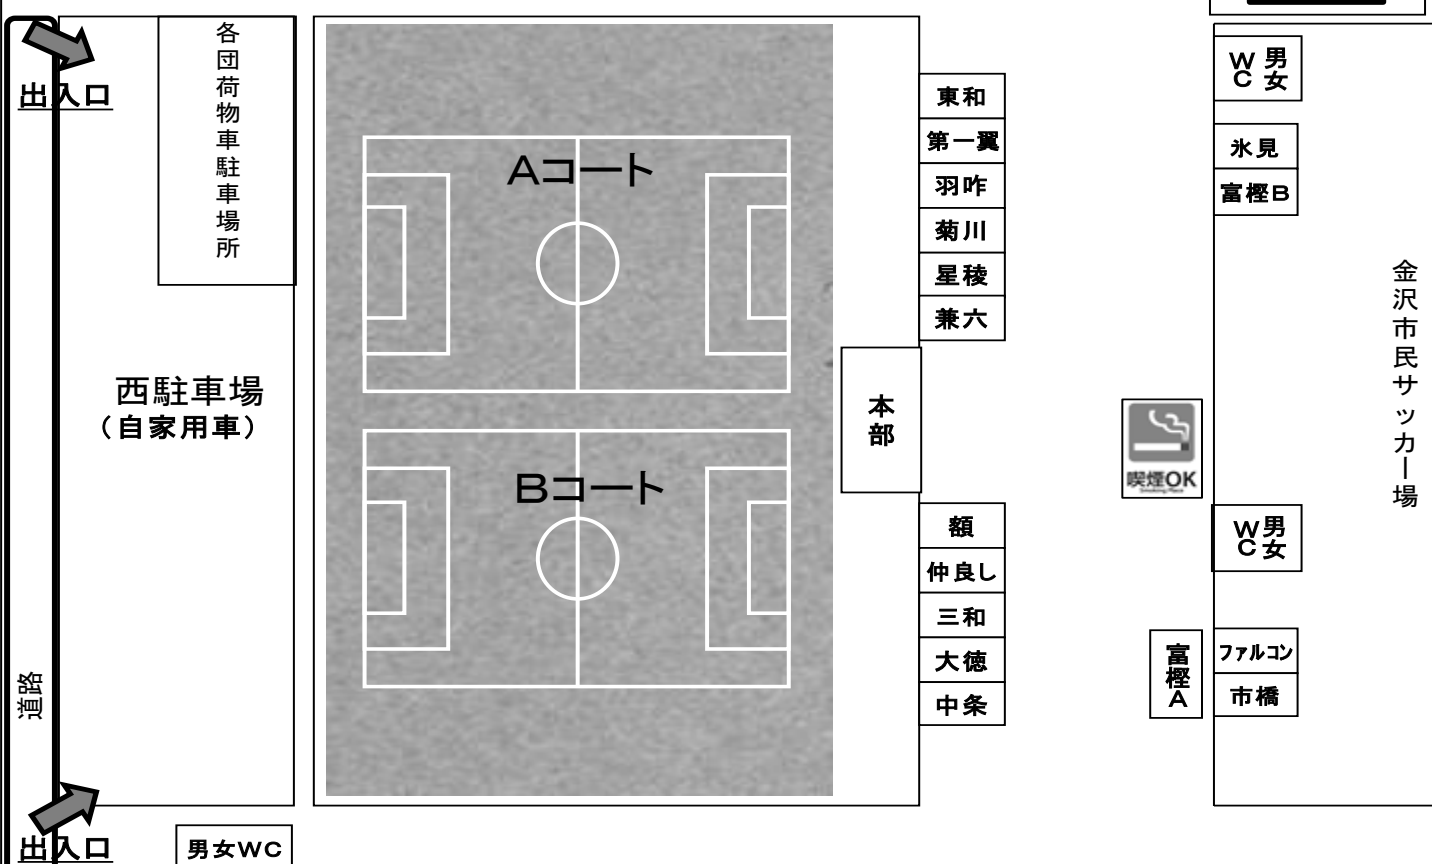 出入口
各団荷物車駐車場所
西駐車場
（自家用車）
道路
出入口
男女WC
Aコート
Bコート
東和
第一翼
羽咋
菊川
星稜
兼六
本部
額
仲良し
三和
大徳
中条
男女WC
氷見
富樫B
金沢市民サッカー場
喫煙OK
男女WC
富樫A
ファルコン
市橋